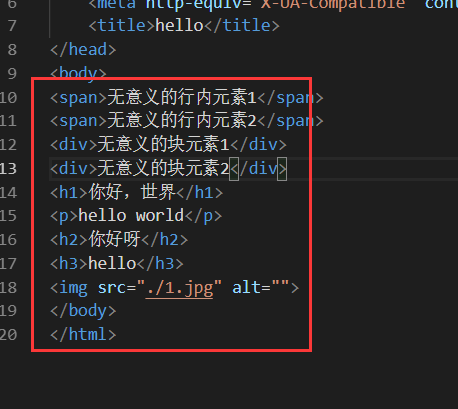 6 <meta http-equiv="X-UA-Compatible" cont
7 <title>hello</title>
8 </head>
9 <body>
10 <span>无意义的行内元素1</span>
11 <span>无意义的行内元素2</span>
12 <div>无意义的块元素1</div>
13 <div>无意义的块元素2</div>
14 <h1>你好，世界</h1>
15 <p>hello world</p>
16 <h2>你好呀</h2>
17 <h3>hello</h3>
18 <img src="./1.jpg" alt="">
19 </body>
20 </html>